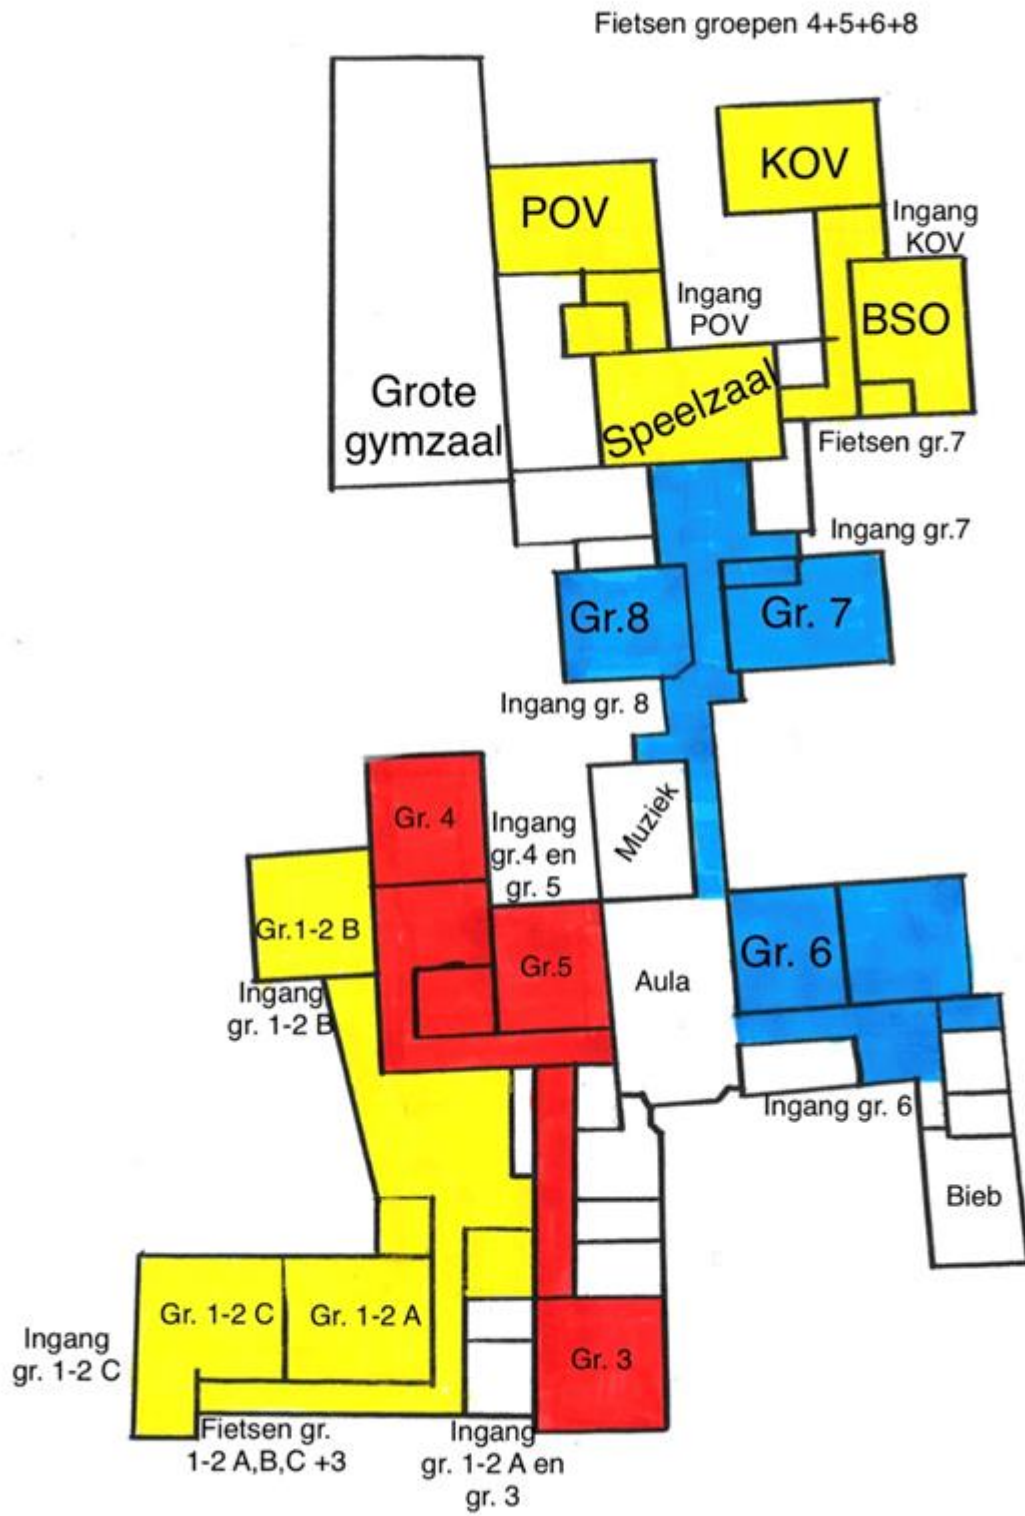 Fietsen groepen 4+5+6+8
KOV
POV
Ingang
KOV
Ingang
POV
BSO
Grote
gymzaal
Speelzaal
Fietsen gr.7
Ingang gr.7
Gr.8
Gr. 7
Ingang gr. 8
Muziek
Gr. 4
Ingang
gr.4 en
gr. 5
Gr.1-2 B
Gr.5
Aula
Gr. 6
Ingang
gr. 1-2 B
Ingang gr. 6
Bieb
Gr. 1-2 C
Gr. 1-2 A
Ingang
gr. 1-2 C
Gr. 3
Fietsen gr.
1-2 A,B,C +3
Ingang
gr. 1-2 A en
gr. 3